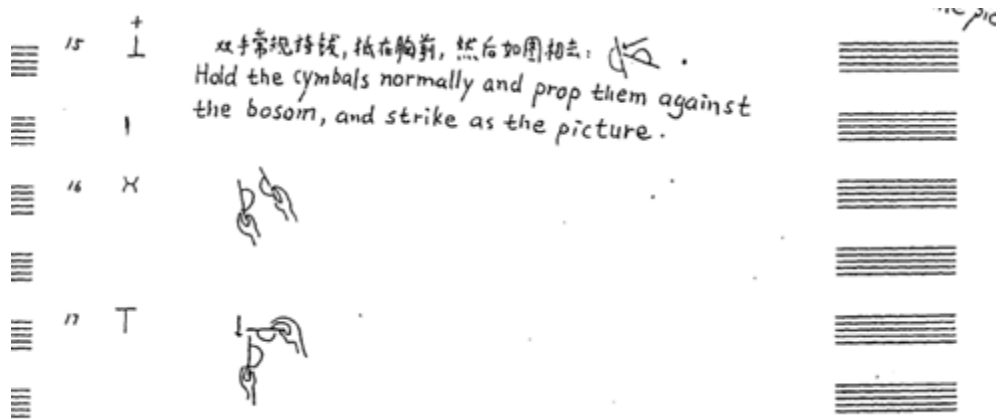 15 双手常规持钹，抵在胸前，然后如图相击：
Hold the cymbals normally and prop them against
the bosom, and strike as the picture.
16
17 T